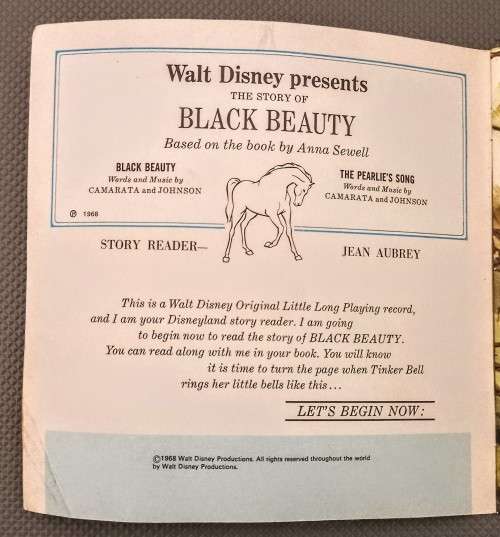 Walt Disney presents
THE STORY OF
BLACK BEAUTY
Based on the book by Anna Sewell
BLACK BEAUTY
Words and Music by
CAMARATA and JOHNSON
THE PEARLIE'S SONG
Words and Music by
CAMARATA and JOHNSON
Ⓟ 1968
STORY READER—
JEAN AUBREY
This is a Walt Disney Original Little Long Playing record,
and I am your Disneyland story reader. I am going
to begin now to read the story of BLACK BEAUTY.
You can read along with me in your book. You will know
it is time to turn the page when Tinker Bell
rings her little bells like this...
LET'S BEGIN NOW:
©1968 Walt Disney Productions. All rights reserved throughout the world
by Walt Disney Productions.